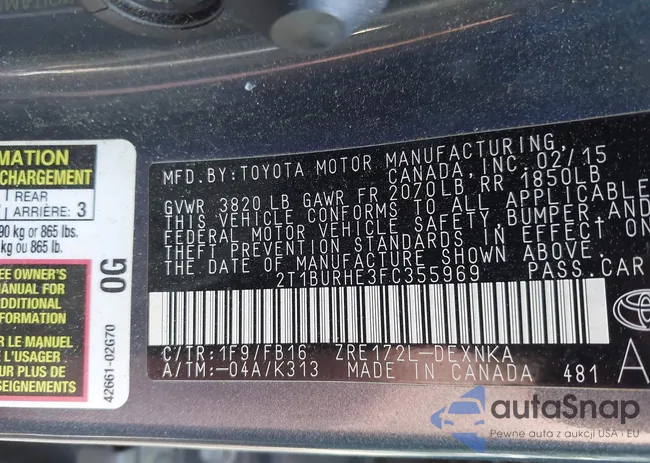 MATION
CHARGEMENT
REAR
ARRIÈRE: 3
90 kg or 865 lbs.
kg ou 865 lb.
EE OWNER'S
MANUAL FOR
ADDITIONAL
FORMATION
R LE MANUEL
E L'USAGER
R PLUS DE
SEIGNEMENTS
0G
42661-02G70
MFD.BY:TOYOTA MOTOR MANUFACTURING,
CANADA,INC. 02/15
GVWR 3820 LB GAWR FR 2070LB, RR 1850LB
THIS VEHICLE CONFORMS TO ALL APPLICABLE
FEDERAL MOTOR VEHICLE SAFETY,BUMPER,AND
THEFT PREVENTION STANDARDS IN EFFECT ON
THE DATE OF MANUFACTURE SHOWN ABOVE.
2T1BURHE3FC355969 PASS.CAR
C/TR:1F9/FB16 ZRE172L-DEXNKA
A/TM:-04A/K313 MADE IN CANADA 481 A
autaSnap
Pewne auta z aukcji USA i EU